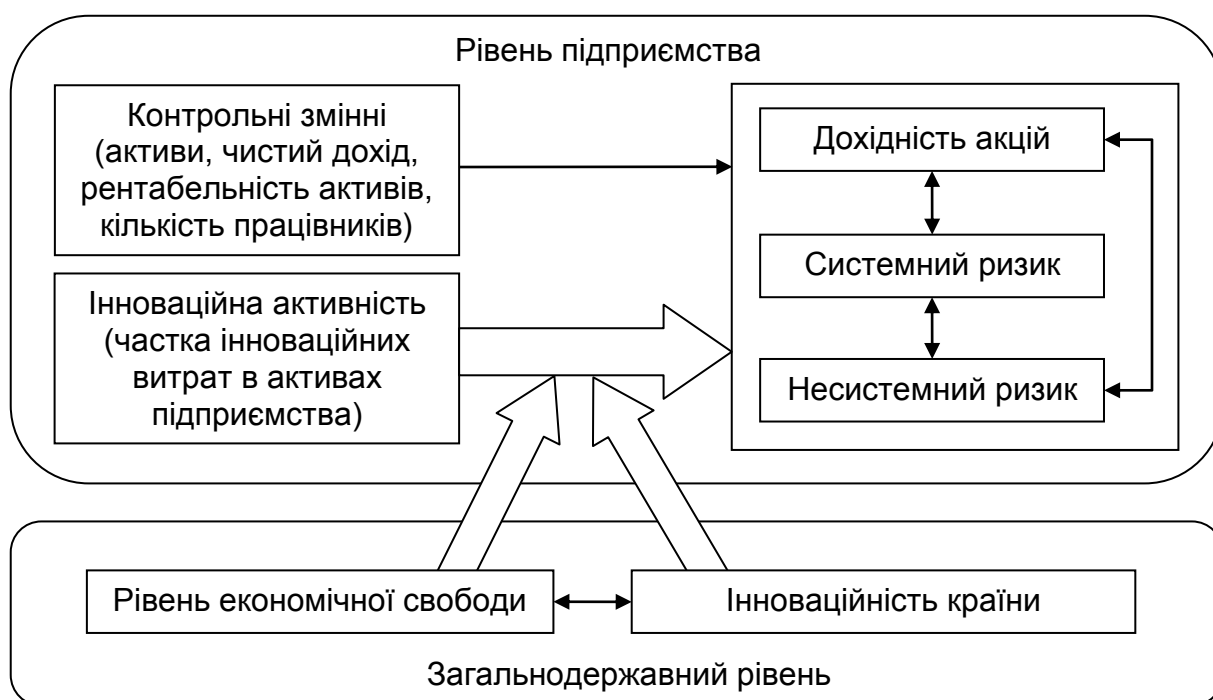 Рівень підприємства
Контрольні змінні
(активи, чистий дохід,
рентабельність активів,
кількість працівників)
Інноваційна активність
(частка інноваційних
витрат в активах
підприємства)
Дохідність акцій
Системний ризик
Несистемний ризик
Рівень економічної свободи
Інноваційність країни
Загальнодержавний рівень